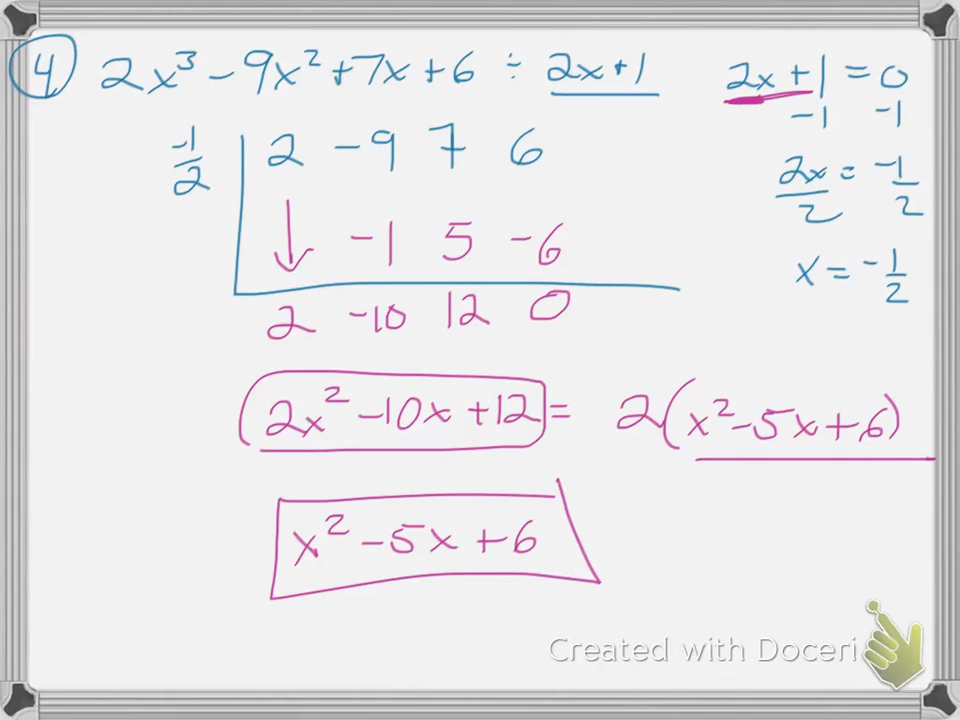 4. 2x³ - 9x² + 7x + 6 ÷ 2x+1
-1/2 | 2 -9 7 6
↓ -1 5 -6
2 -10 12 0
2x² - 10x + 12 = 2(x² - 5x + 6)
x² - 5x + 6
2x + 1 = 0
-1 -1
2x/2 = -1/2
x = -1/2
Created with Doceri